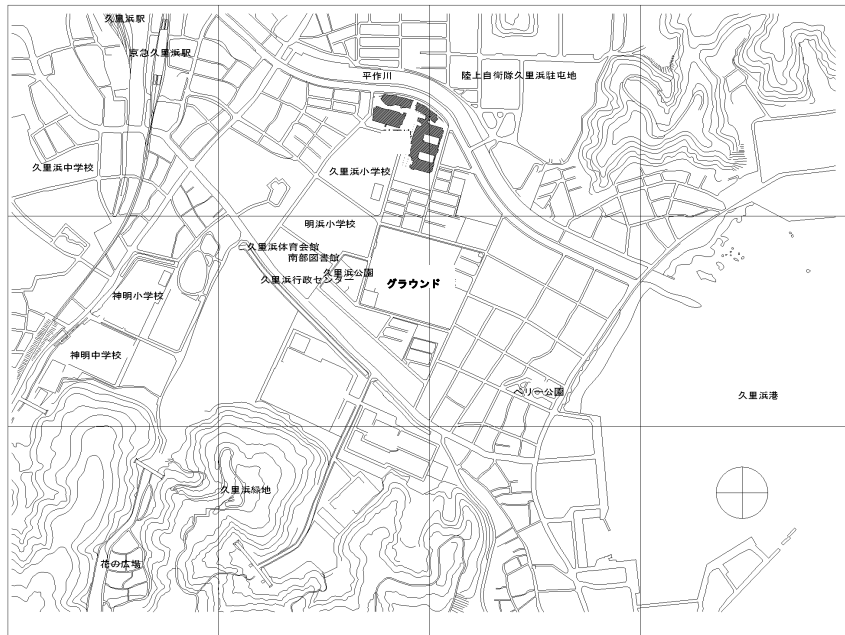 久里浜駅
京急久里浜駅
平作川
陸上自衛隊久里浜駐屯地
久里浜中学校
久里浜小学校
明浜小学校
久里浜体育会館
南部図書館
久里浜公園
久里浜行政センター
グラウンド
神明小学校
神明中学校
ペリー公園
久里浜港
久里浜緑地
花の広場